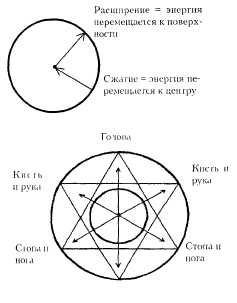 Расширение = энергия
перемещается к поверх-
ности
Сжатие = энергия пе-
ремещается к центру
Голова
Кисть
и рука
Кисть и
рука
Стопа и
нога
Стопа и
нога